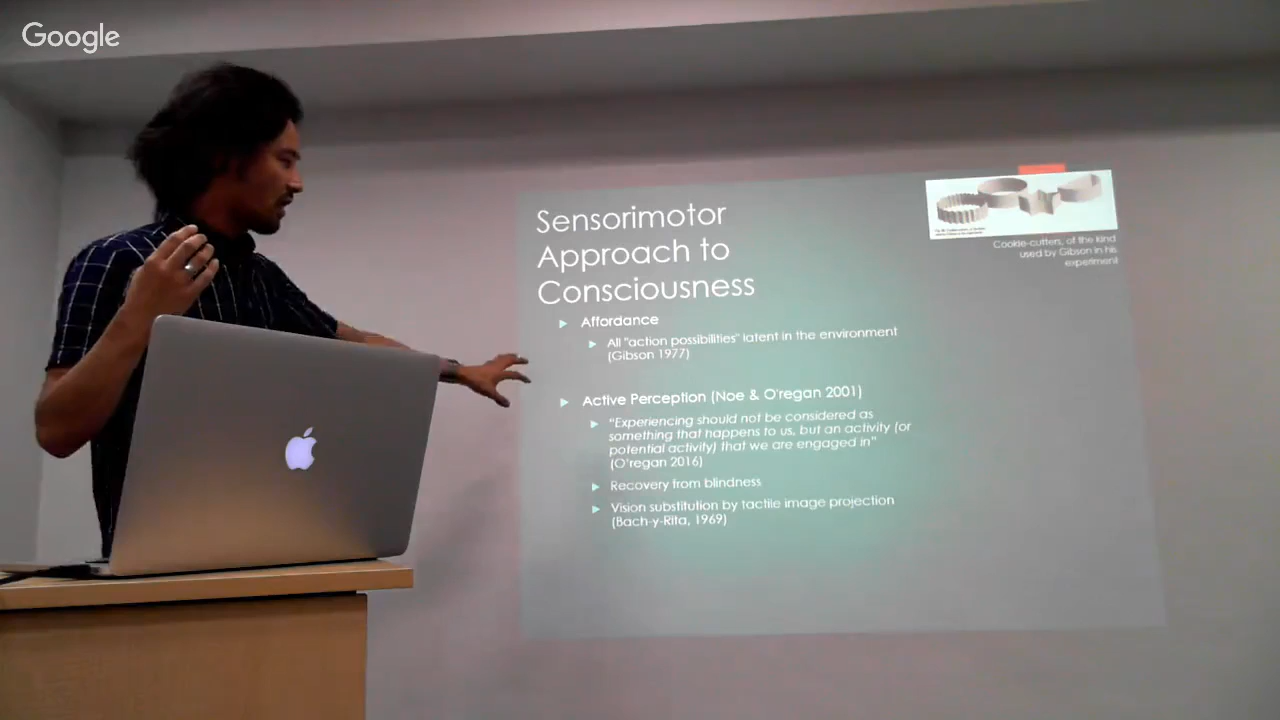 Google
Sensorimotor
Approach to
Consciousness
Cookie-cutters, of the kind
used by Gibson in his
experiment
Affordance
All "action possibilities" latent in the environment
(Gibson 1977)
Active Perception (Noe & O'regan 2001)
"Experiencing should not be considered as
something that happens to us, but an activity (or
potential activity) that we are engaged in"
(O'regan 2016)
Recovery from blindness
Vision substitution by tactile image projection
(Bach-y-Rita, 1969)